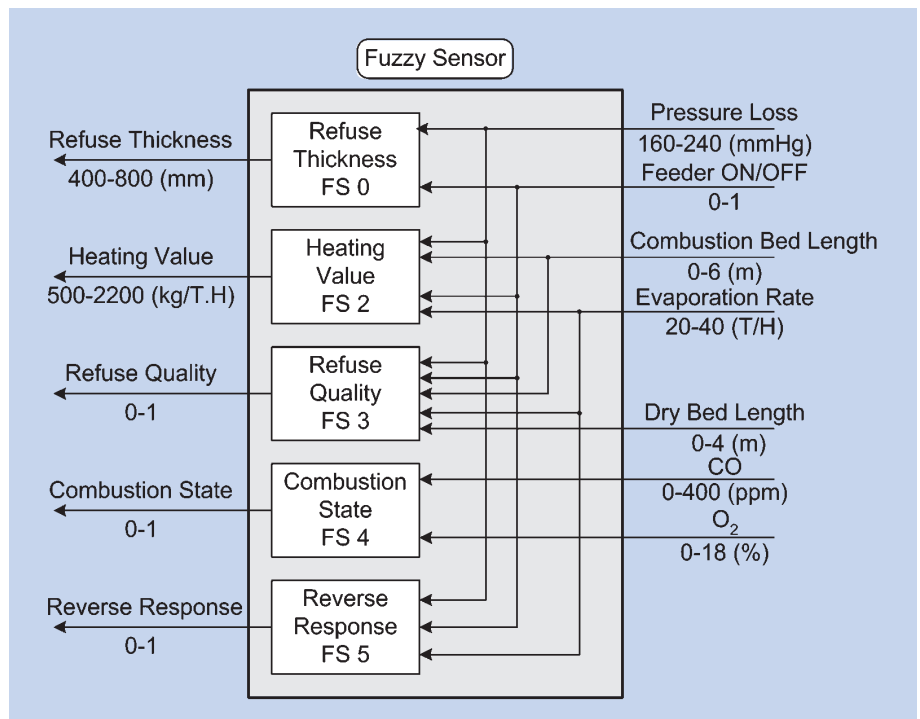 Fuzzy Sensor
Refuse Thickness
400-800 (mm)
Heating Value
500-2200 (kg/T.H)
Refuse Quality
0-1
Combustion State
0-1
Reverse Response
0-1
Refuse
Thickness
FS 0
Heating
Value
FS 2
Refuse
Quality
FS 3
Combustion
State
FS 4
Reverse
Response
FS 5
Pressure Loss
160-240 (mmHg)
Feeder ON/OFF
0-1
Combustion Bed Length
0-6 (m)
Evaporation Rate
20-40 (T/H)
Dry Bed Length
0-4 (m)
CO
0-400 (ppm)
O₂
0-18 (%)